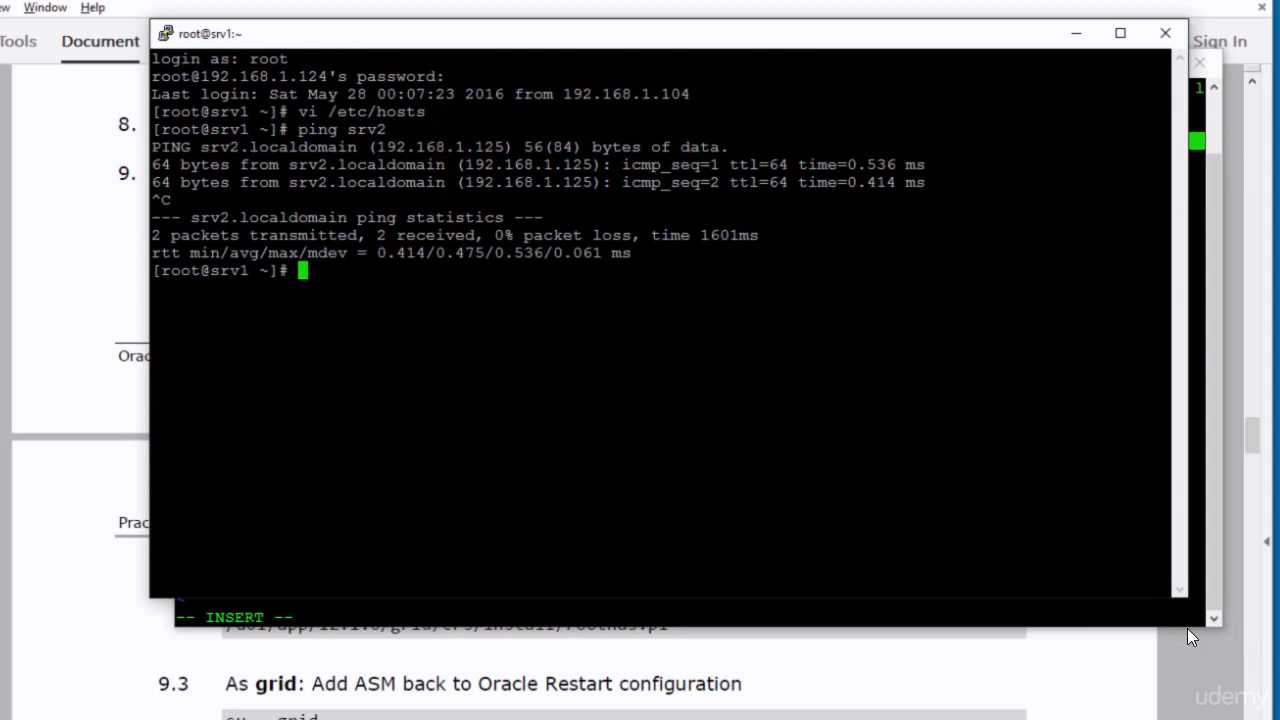 Window Help
Tools Document Sign In
root@srv1:~
login as: root
root@192.168.1.124's password:
Last login: Sat May 28 00:07:23 2016 from 192.168.1.104
[root@srv1 ~]# vi /etc/hosts
[root@srv1 ~]# ping srv2
PING srv2.localdomain (192.168.1.125) 56(84) bytes of data.
64 bytes from srv2.localdomain (192.168.1.125): icmp_seq=1 ttl=64 time=0.536 ms
64 bytes from srv2.localdomain (192.168.1.125): icmp_seq=2 ttl=64 time=0.414 ms
^C
--- srv2.localdomain ping statistics ---
2 packets transmitted, 2 received, 0% packet loss, time 1601ms
rtt min/avg/max/mdev = 0.414/0.475/0.536/0.061 ms
[root@srv1 ~]#
8.
9.
Orac
Prac
-- INSERT --
9.3 As grid: Add ASM back to Oracle Restart configuration
udemy